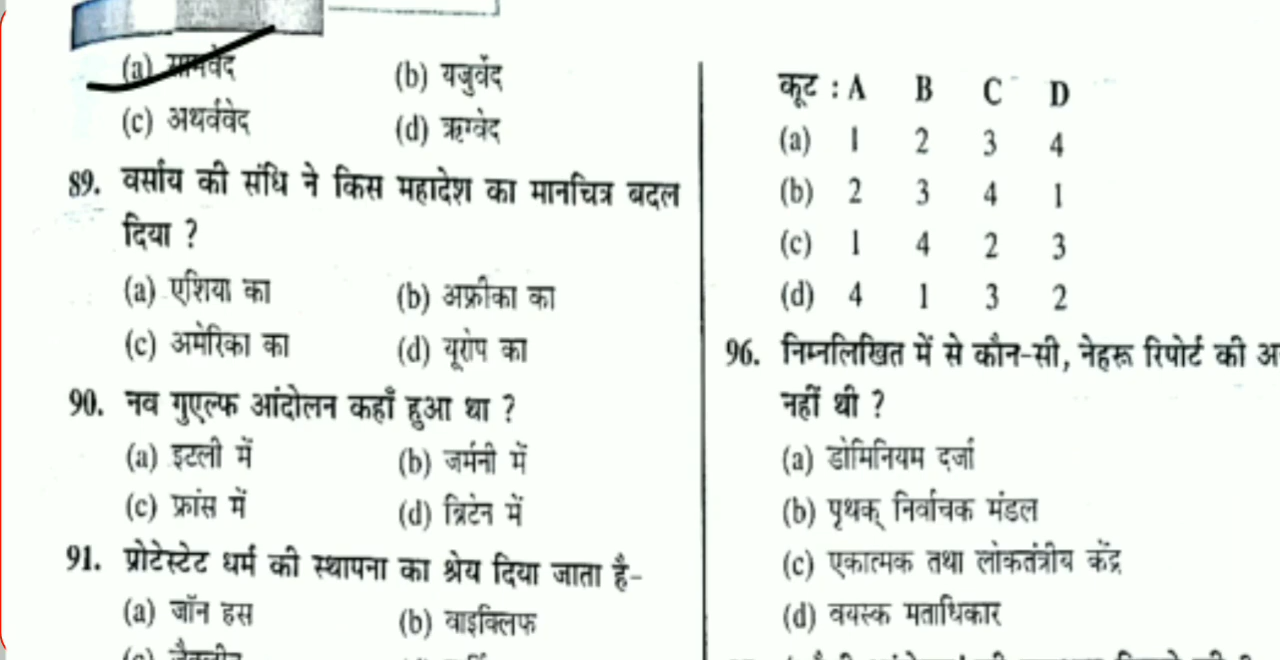 (a) सामवेद (b) यजुर्वेद
(c) अथर्ववेद (d) ऋग्वेद
89. वर्साय की संधि ने किस महादेश का मानचित्र बदल
दिया ?
(a) एशिया का (b) अफ्रीका का
(c) अमेरिका का (d) यूरोप का
90. नव गुएल्फ आंदोलन कहाँ हुआ था ?
(a) इटली में (b) जर्मनी में
(c) फ्रांस में (d) ब्रिटेन में
91. प्रोटेस्टेट धर्म की स्थापना का श्रेय दिया जाता है-
(a) जॉन हस (b) वाइक्लिफ
कूट : A B C D
(a) 1 2 3 4
(b) 2 3 4 1
(c) 1 4 2 3
(d) 4 1 3 2
96. निम्नलिखित में से कौन-सी, नेहरू रिपोर्ट की
नहीं थी ?
(a) डोमिनियम दर्जा
(b) पृथक् निर्वाचक मंडल
(c) एकात्मक तथा लोकतंत्रीय केंद्र
(d) वयस्क मताधिकार